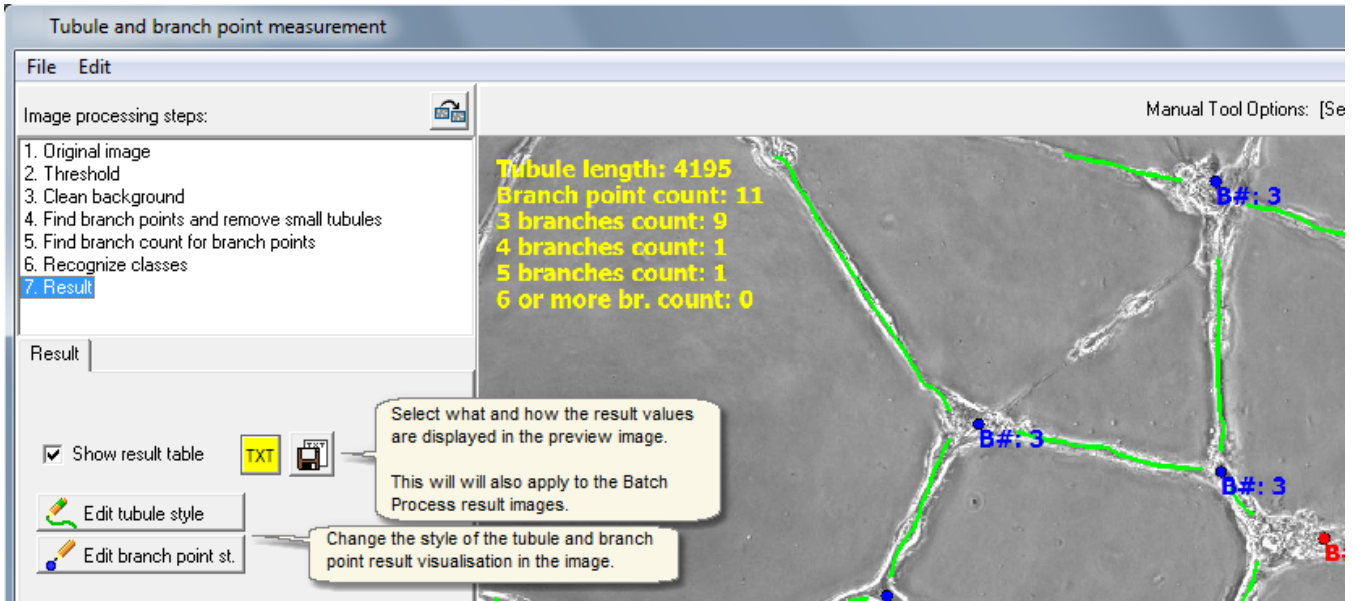 Tubule and branch point measurement
File Edit
Image processing steps:
Manual Tool Options: [Se
1. Original image
2. Threshold
3. Clean background
4. Find branch points and remove small tubules
5. Find branch count for branch points
6. Recognize classes
7. Result
Tubule length: 4195
Branch point count: 11
3 branches count: 9
4 branches count: 1
5 branches count: 1
6 or more br. count: 0
B#: 3
B#: 3
B#: 3
B#
Result
Show result table
TXT
TXT
Select what and how the result values
are displayed in the preview image.
This will will also apply to the Batch
Process result images.
Edit tubule style
Edit branch point st.
Change the style of the tubule and branch
point result visualisation in the image.